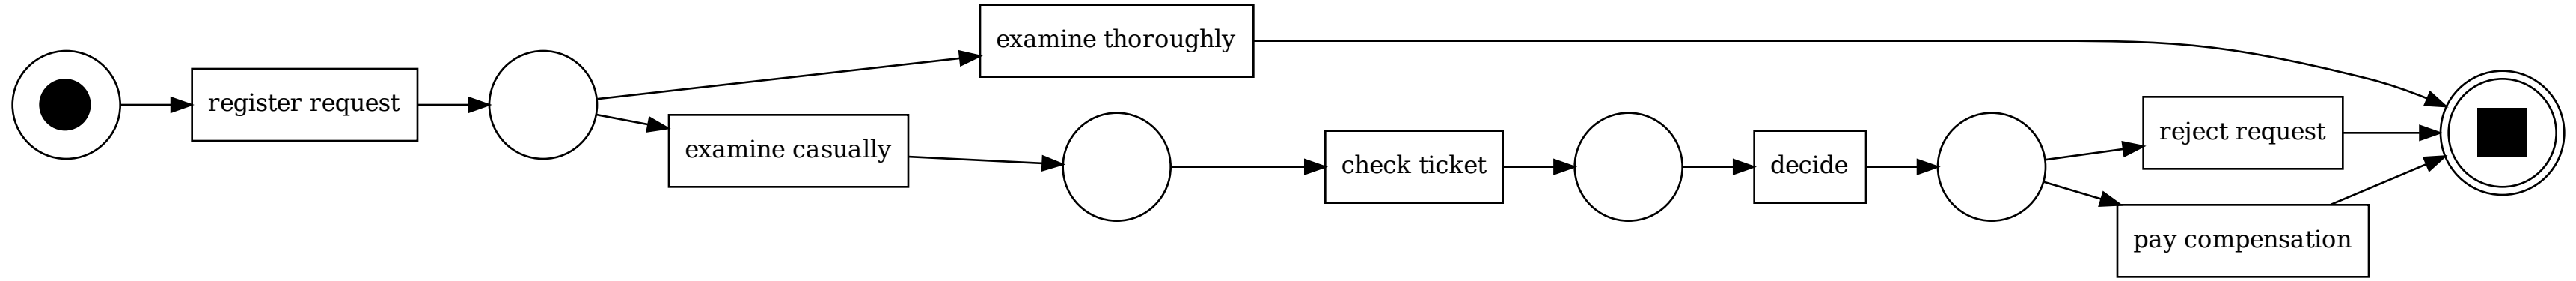 register request
examine thoroughly
examine casually
check ticket
decide
reject request
pay compensation